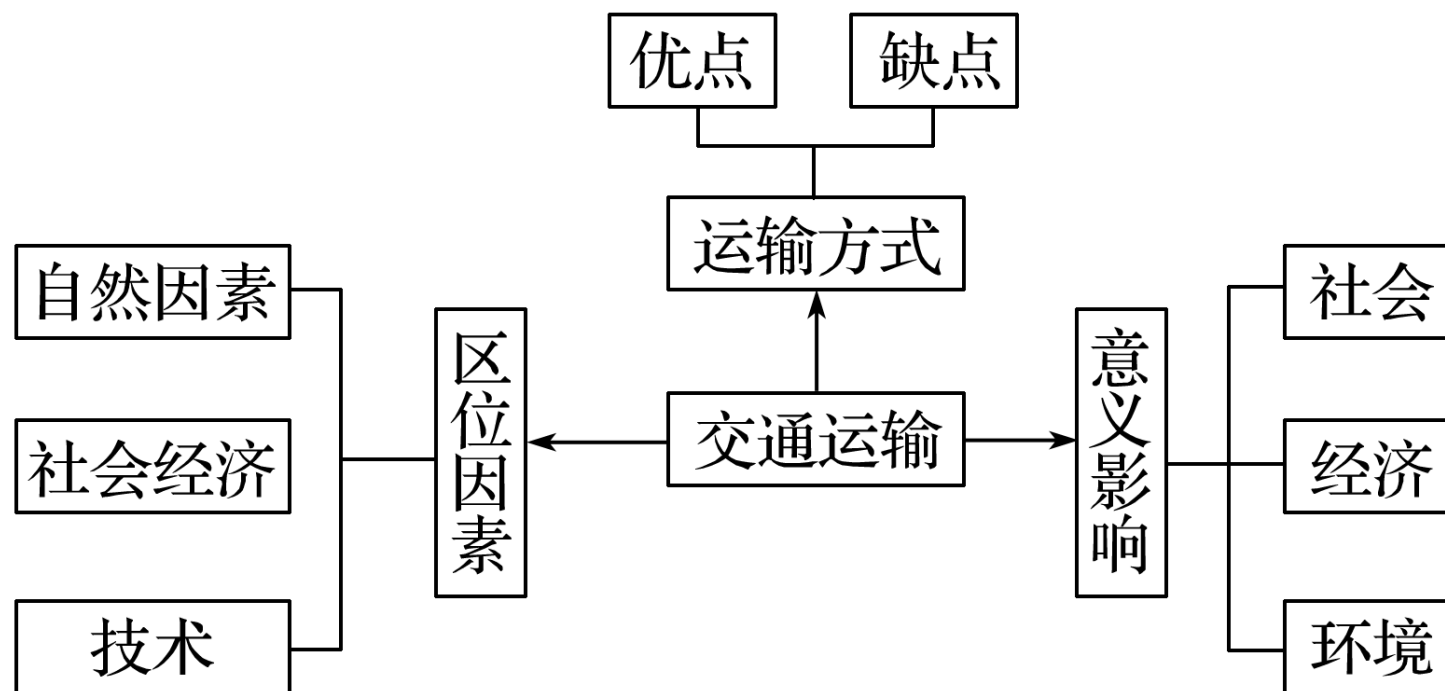 优点
缺点
运输方式
自然因素
社会经济
技术
区位因素
交通运输
意义影响
社会
经济
环境